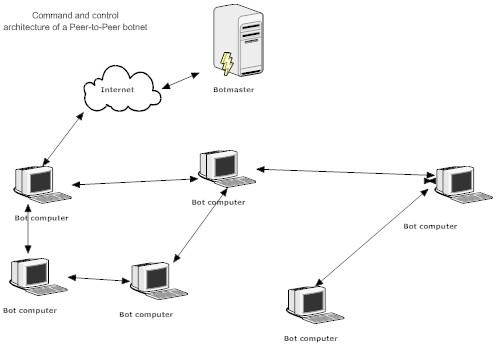 Command and control
architecture of a Peer-to-Peer botnet
Internet
Botmaster
Bot computer
Bot computer
Bot computer
Bot computer
Bot computer
Bot computer